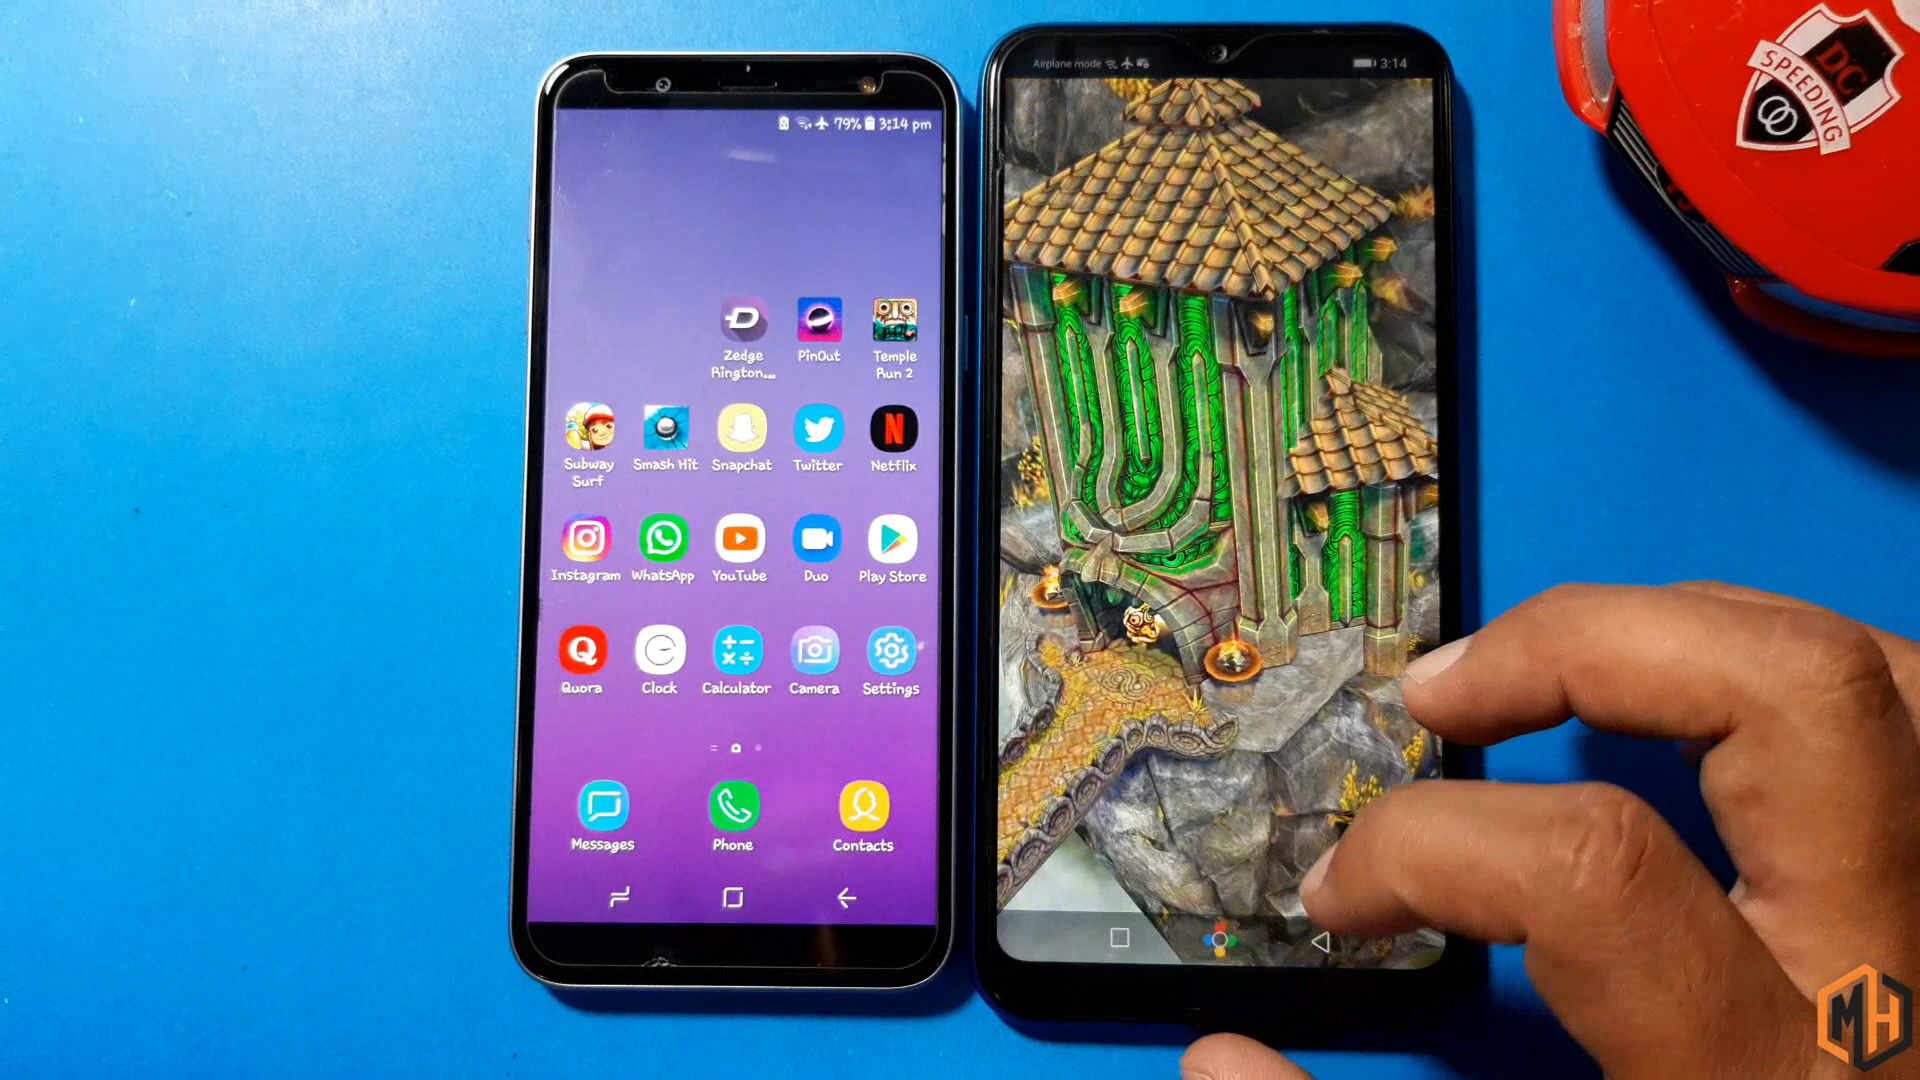 79% 3:14 pm
Zedge
Rington...
PinOut
Temple
Run 2
Subway
Surf
Smash Hit
Snapchat
Twitter
N
Netflix
Instagram
WhatsApp
YouTube
Duo
Play Store
Q
Quora
Clock
Calculator
Camera
Settings
Messages
Phone
Contacts
Airplane mode
3:14
DC
SPEEDING
MH